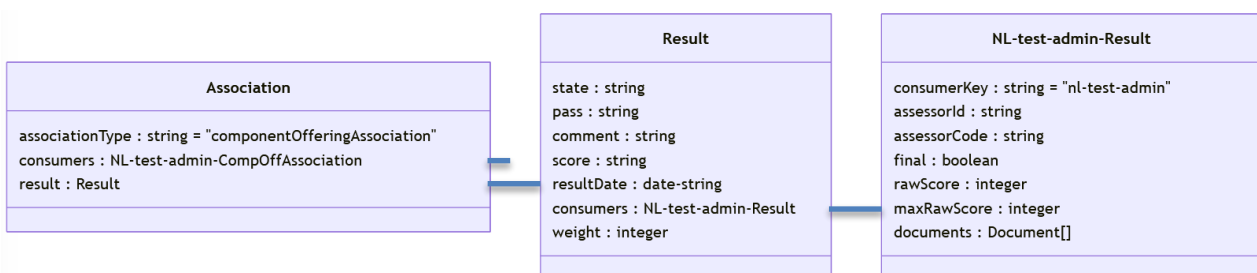 Association
associationType : string = "componentOfferingAssociation"
consumers : NL-test-admin-CompOffAssociation
result : Result
Result
state : string
pass : string
comment : string
score : string
resultDate : date-string
consumers : NL-test-admin-Result
weight : integer
NL-test-admin-Result
consumerKey : string = "nl-test-admin"
assessorId : string
assessorCode : string
final : boolean
rawScore : integer
maxRawScore : integer
documents : Document[]